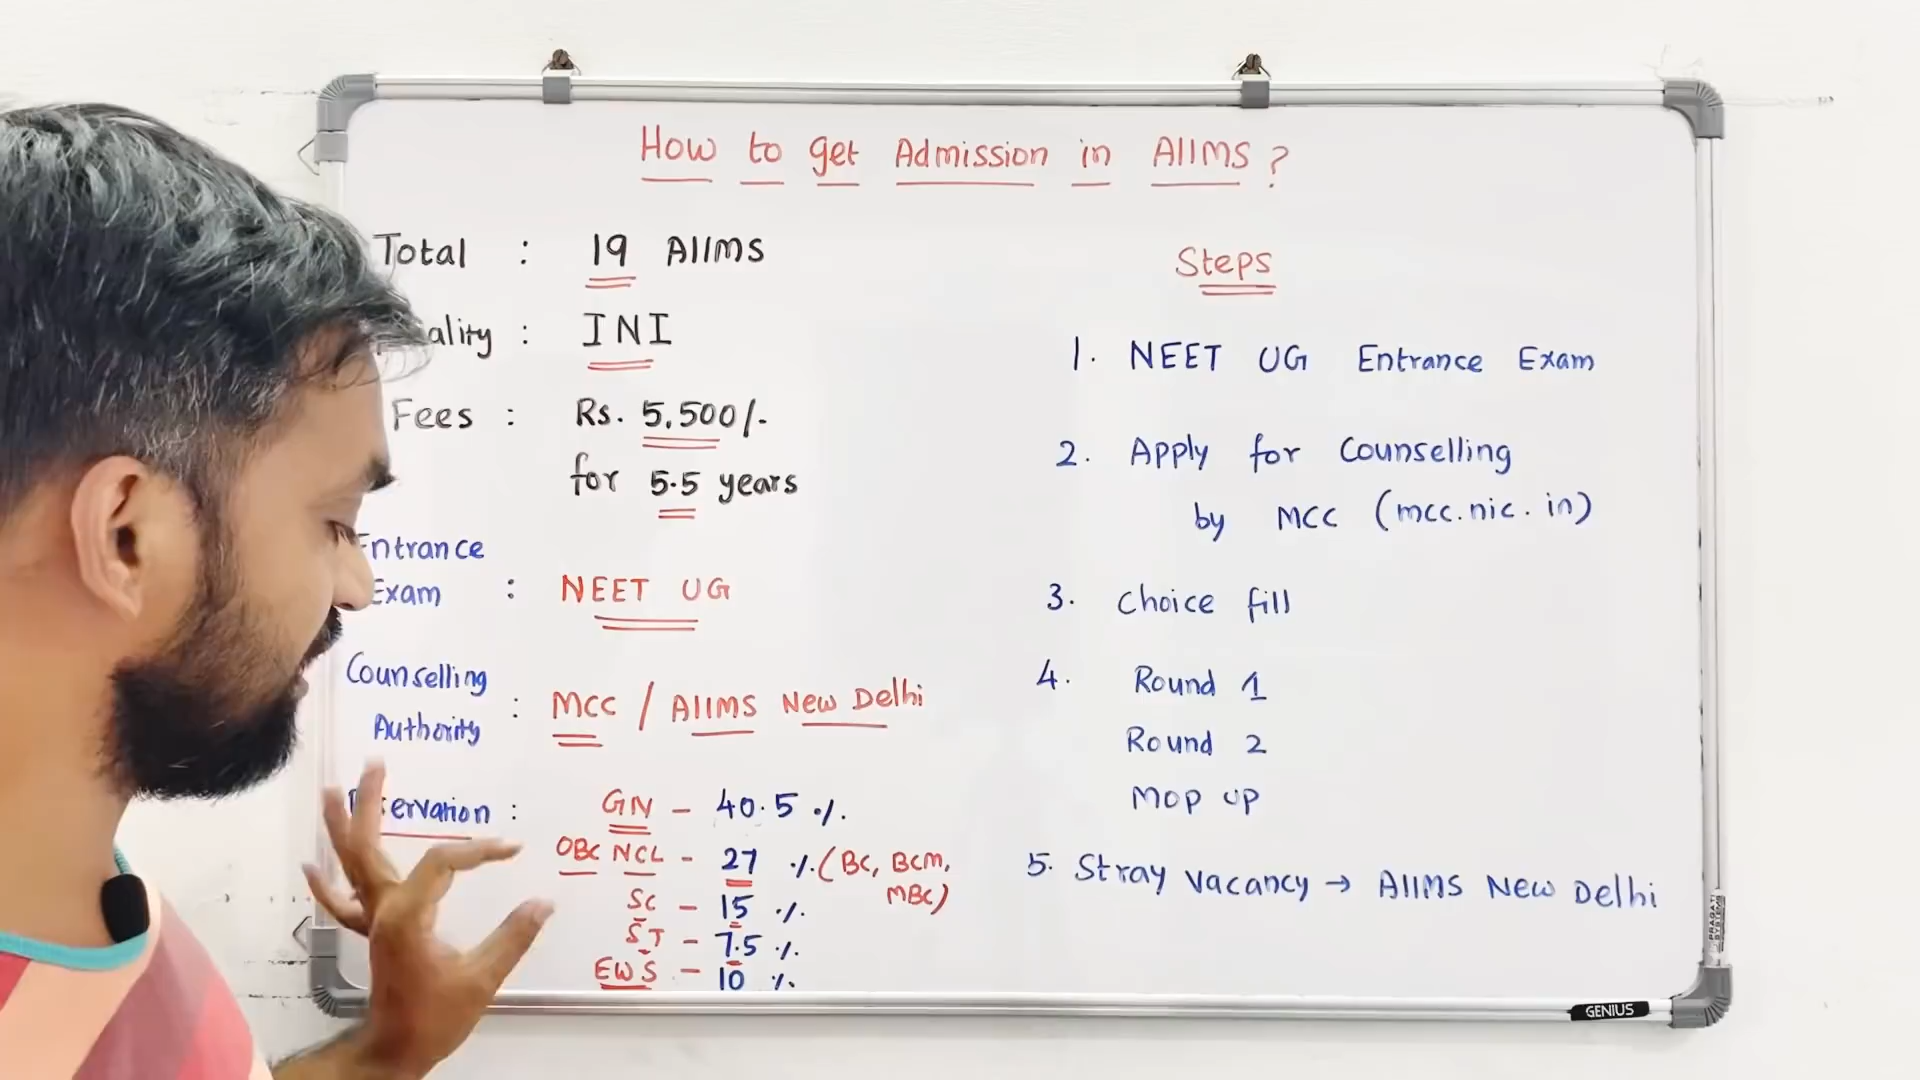 How to get Admission in AIIMS ?
Total : 19 AIIMS
ality : INI
Fees : Rs. 5,500/-
for 5.5 years
Entrance
Exam : NEET UG
Counselling
Authority : MCC / AIIMS New Delhi
ervation : GN - 40.5 %
OBC NCL - 27 % (BC, BCM,
MBC)
SC - 15 %
ST - 7.5 %
EWS - 10 %
Steps
1. NEET UG Entrance Exam
2. Apply for Counselling
by MCC (mcc.nic.in)
3. Choice fill
4. Round 1
Round 2
Mop up
5. Stray vacancy → AIIMS New Delhi
PRAGATI
SYSTEMS
GENIUS